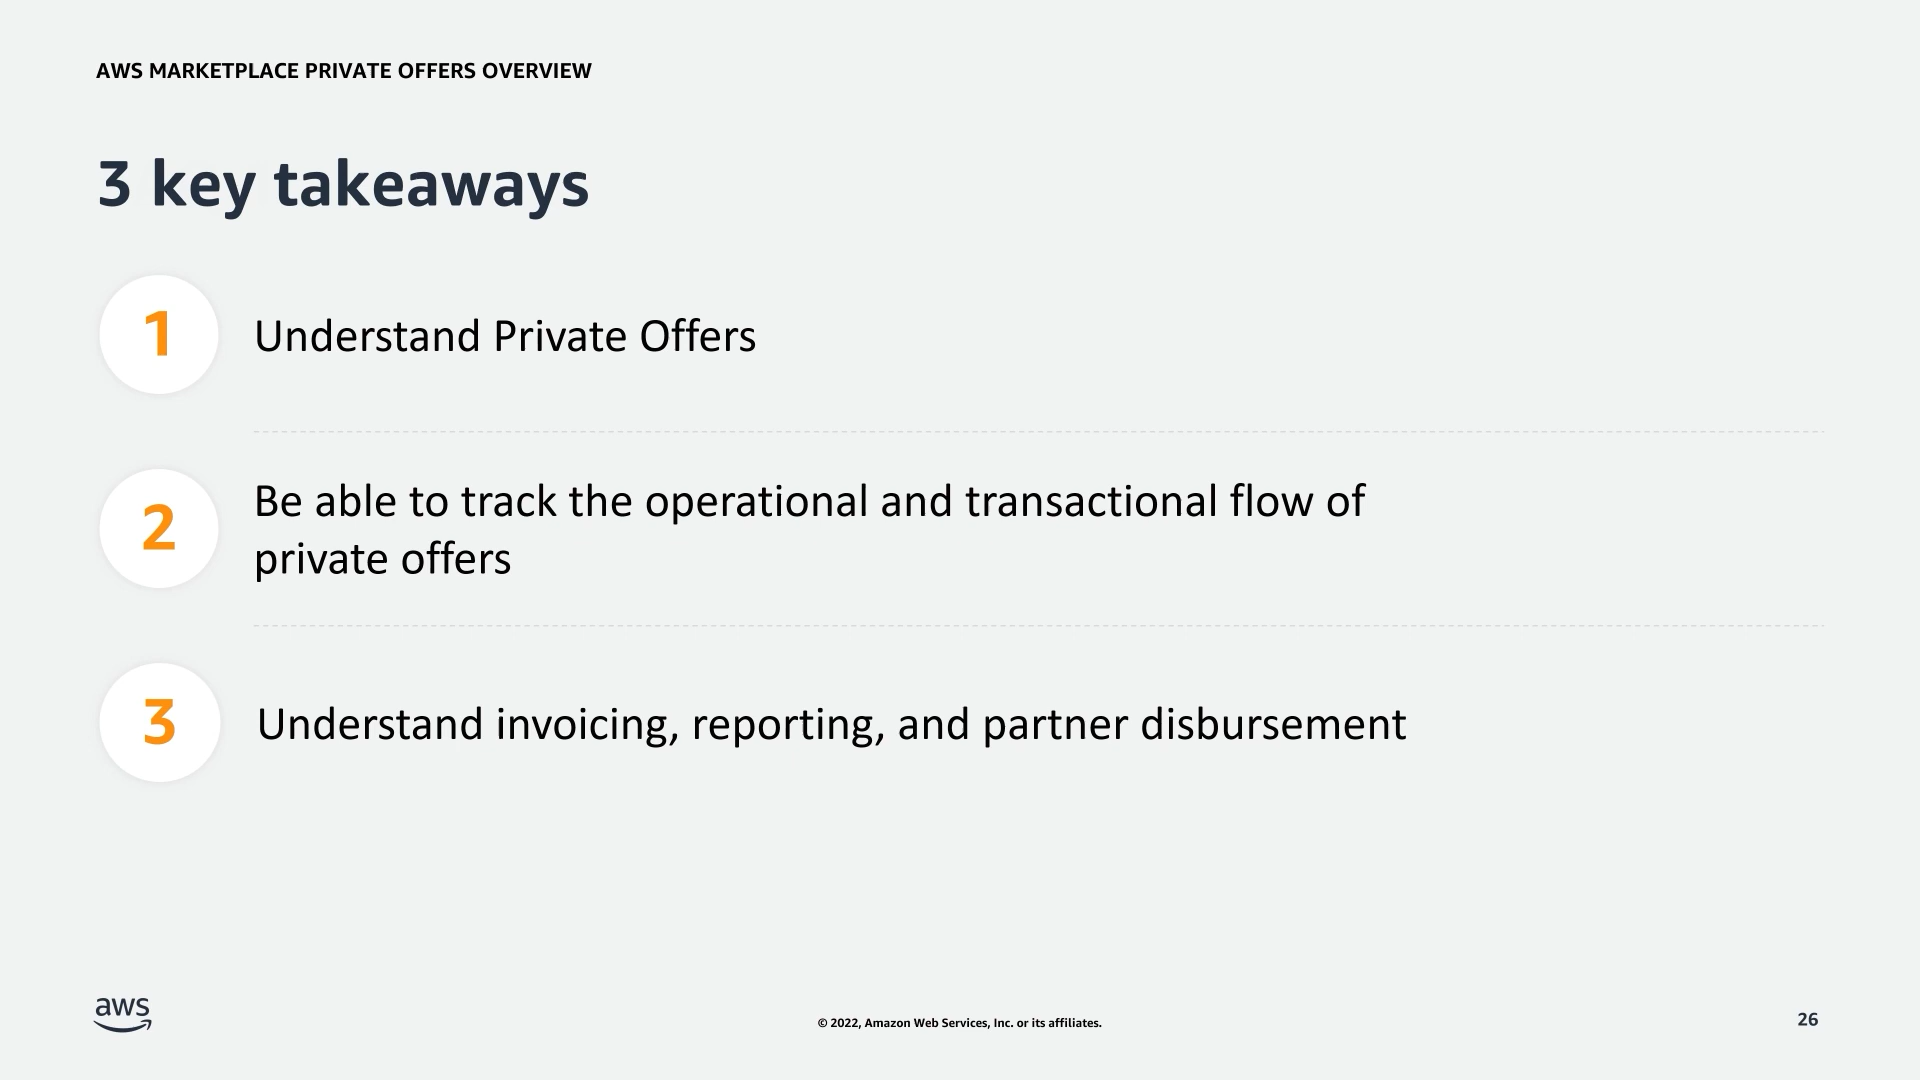 AWS MARKETPLACE PRIVATE OFFERS OVERVIEW
3 key takeaways
1
Understand Private Offers
2
Be able to track the operational and transactional flow of
private offers
3
Understand invoicing, reporting, and partner disbursement
aws
© 2022, Amazon Web Services, Inc. or its affiliates.
26